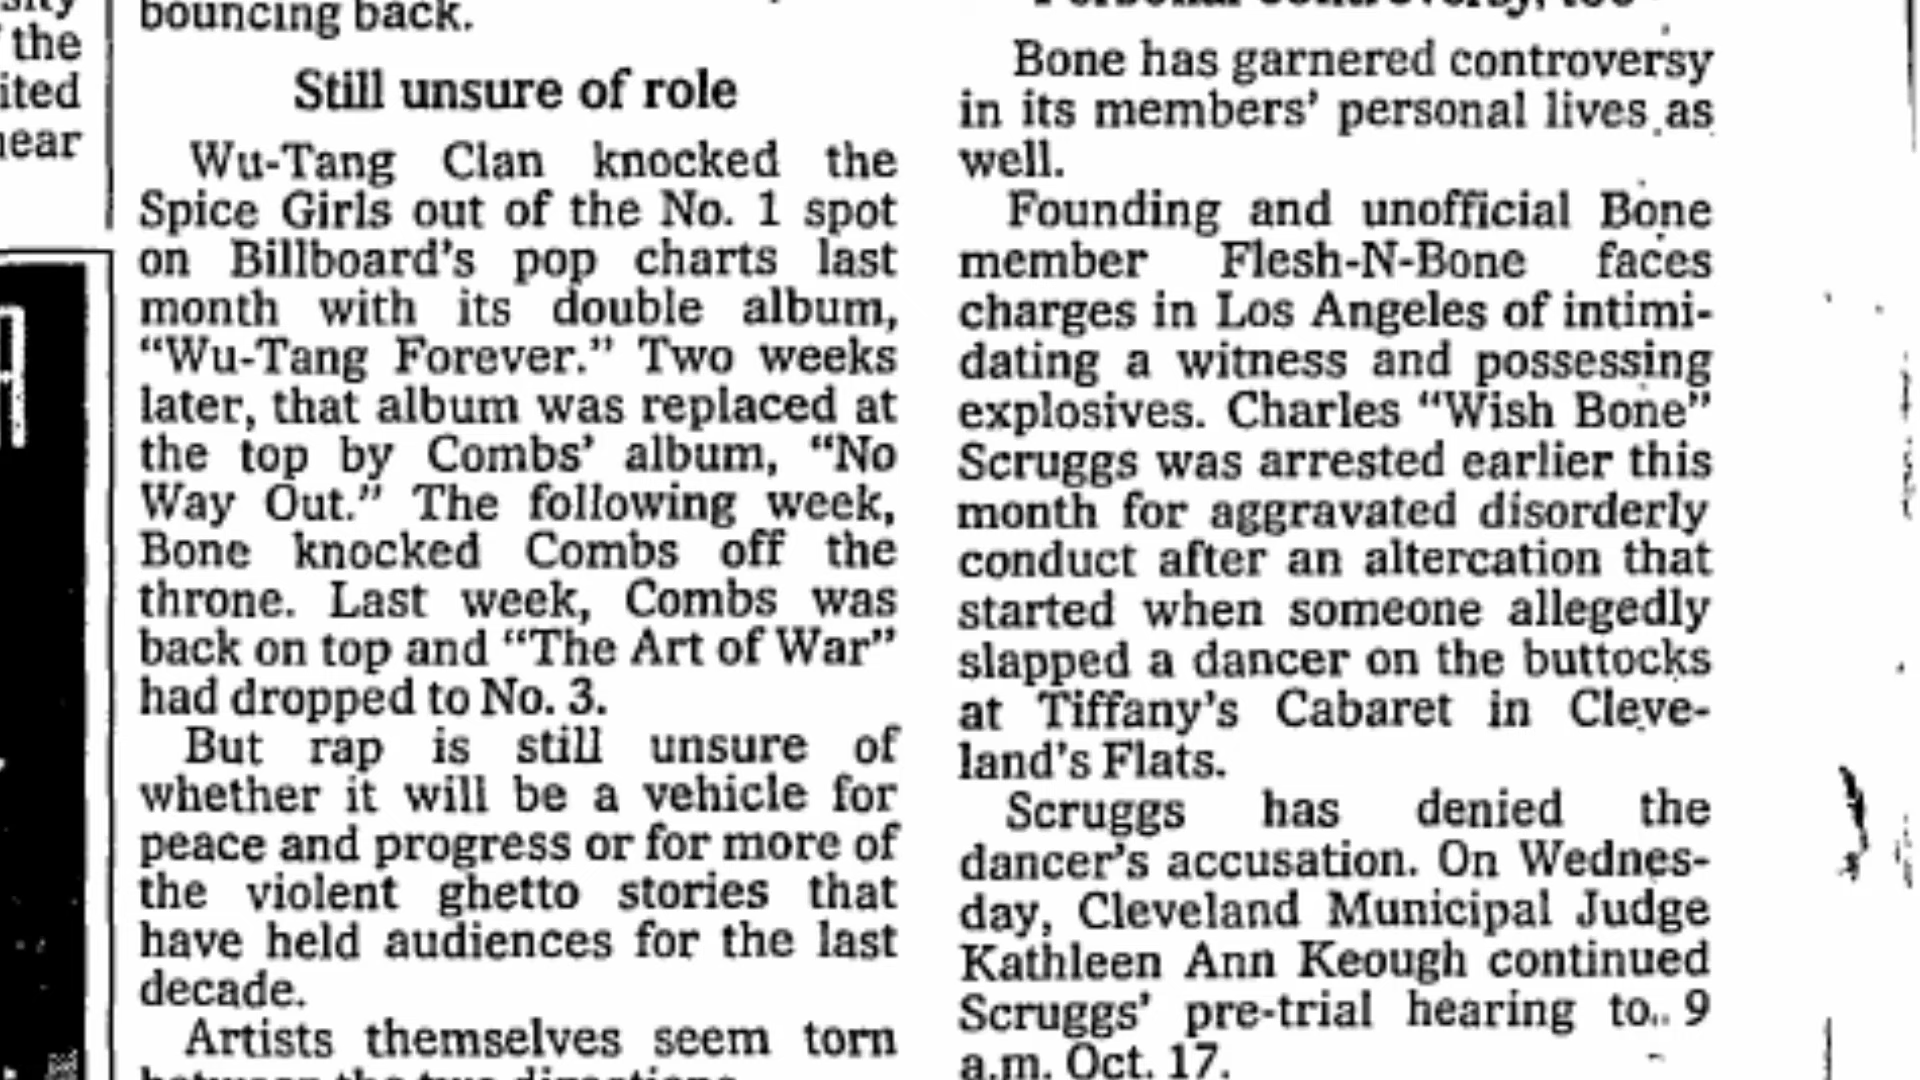 the
ited
bouncing back.
Still unsure of role
Wu-Tang Clan knocked the
Spice Girls out of the No. 1 spot
on Billboard's pop charts last
month with its double album,
“Wu-Tang Forever.” Two weeks
later, that album was replaced at
the top by Combs’ album, “No
Way Out.” The following week,
Bone knocked Combs off the
throne. Last week, Combs was
back on top and “The Art of War”
had dropped to No. 3.
But rap is still unsure of
whether it will be a vehicle for
peace and progress or for more of
the violent ghetto stories that
have held audiences for the last
decade.
Artists themselves seem torn
between the two directions.
Personal controversy, too
Bone has garnered controversy
in its members’ personal lives as
well.
Founding and unofficial Bone
member Flesh-N-Bone faces
charges in Los Angeles of intimi-
dating a witness and possessing
explosives. Charles “Wish Bone”
Scruggs was arrested earlier this
month for aggravated disorderly
conduct after an altercation that
started when someone allegedly
slapped a dancer on the buttocks
at Tiffany's Cabaret in Cleve-
land's Flats.
Scruggs has denied the
dancer's accusation. On Wednes-
day, Cleveland Municipal Judge
Kathleen Ann Keough continued
Scruggs’ pre-trial hearing to 9
a.m. Oct. 17.